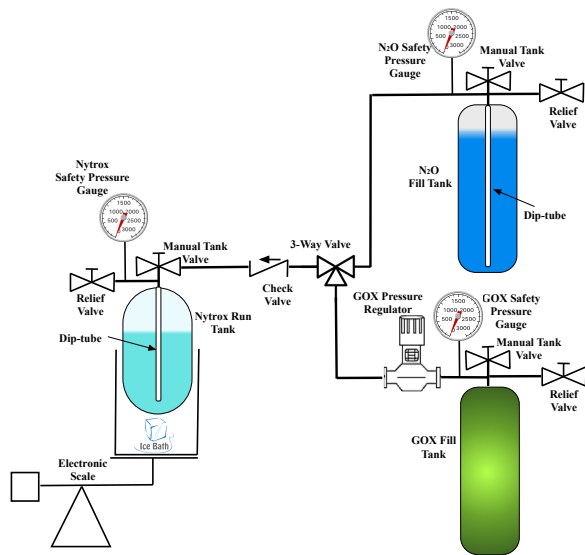 N₂O Safety
Pressure
Gauge
1500
1000 2000
500
3000
Manual Tank
Valve
Relief
Valve
N₂O
Fill Tank
Dip-tube
Nytrox
Safety Pressure
Gauge
1500
1000 2000
500
3000
Manual Tank
Valve
Relief
Valve
3-Way Valve
Check
Valve
Nytrox Run
Tank
Dip-tube
Ice Bath
Electronic
Scale
GOX Pressure
Regulator
GOX Safety
Pressure
Gauge
1500
1000 2000
500
3000
Manual Tank
Valve
Relief
Valve
GOX Fill
Tank